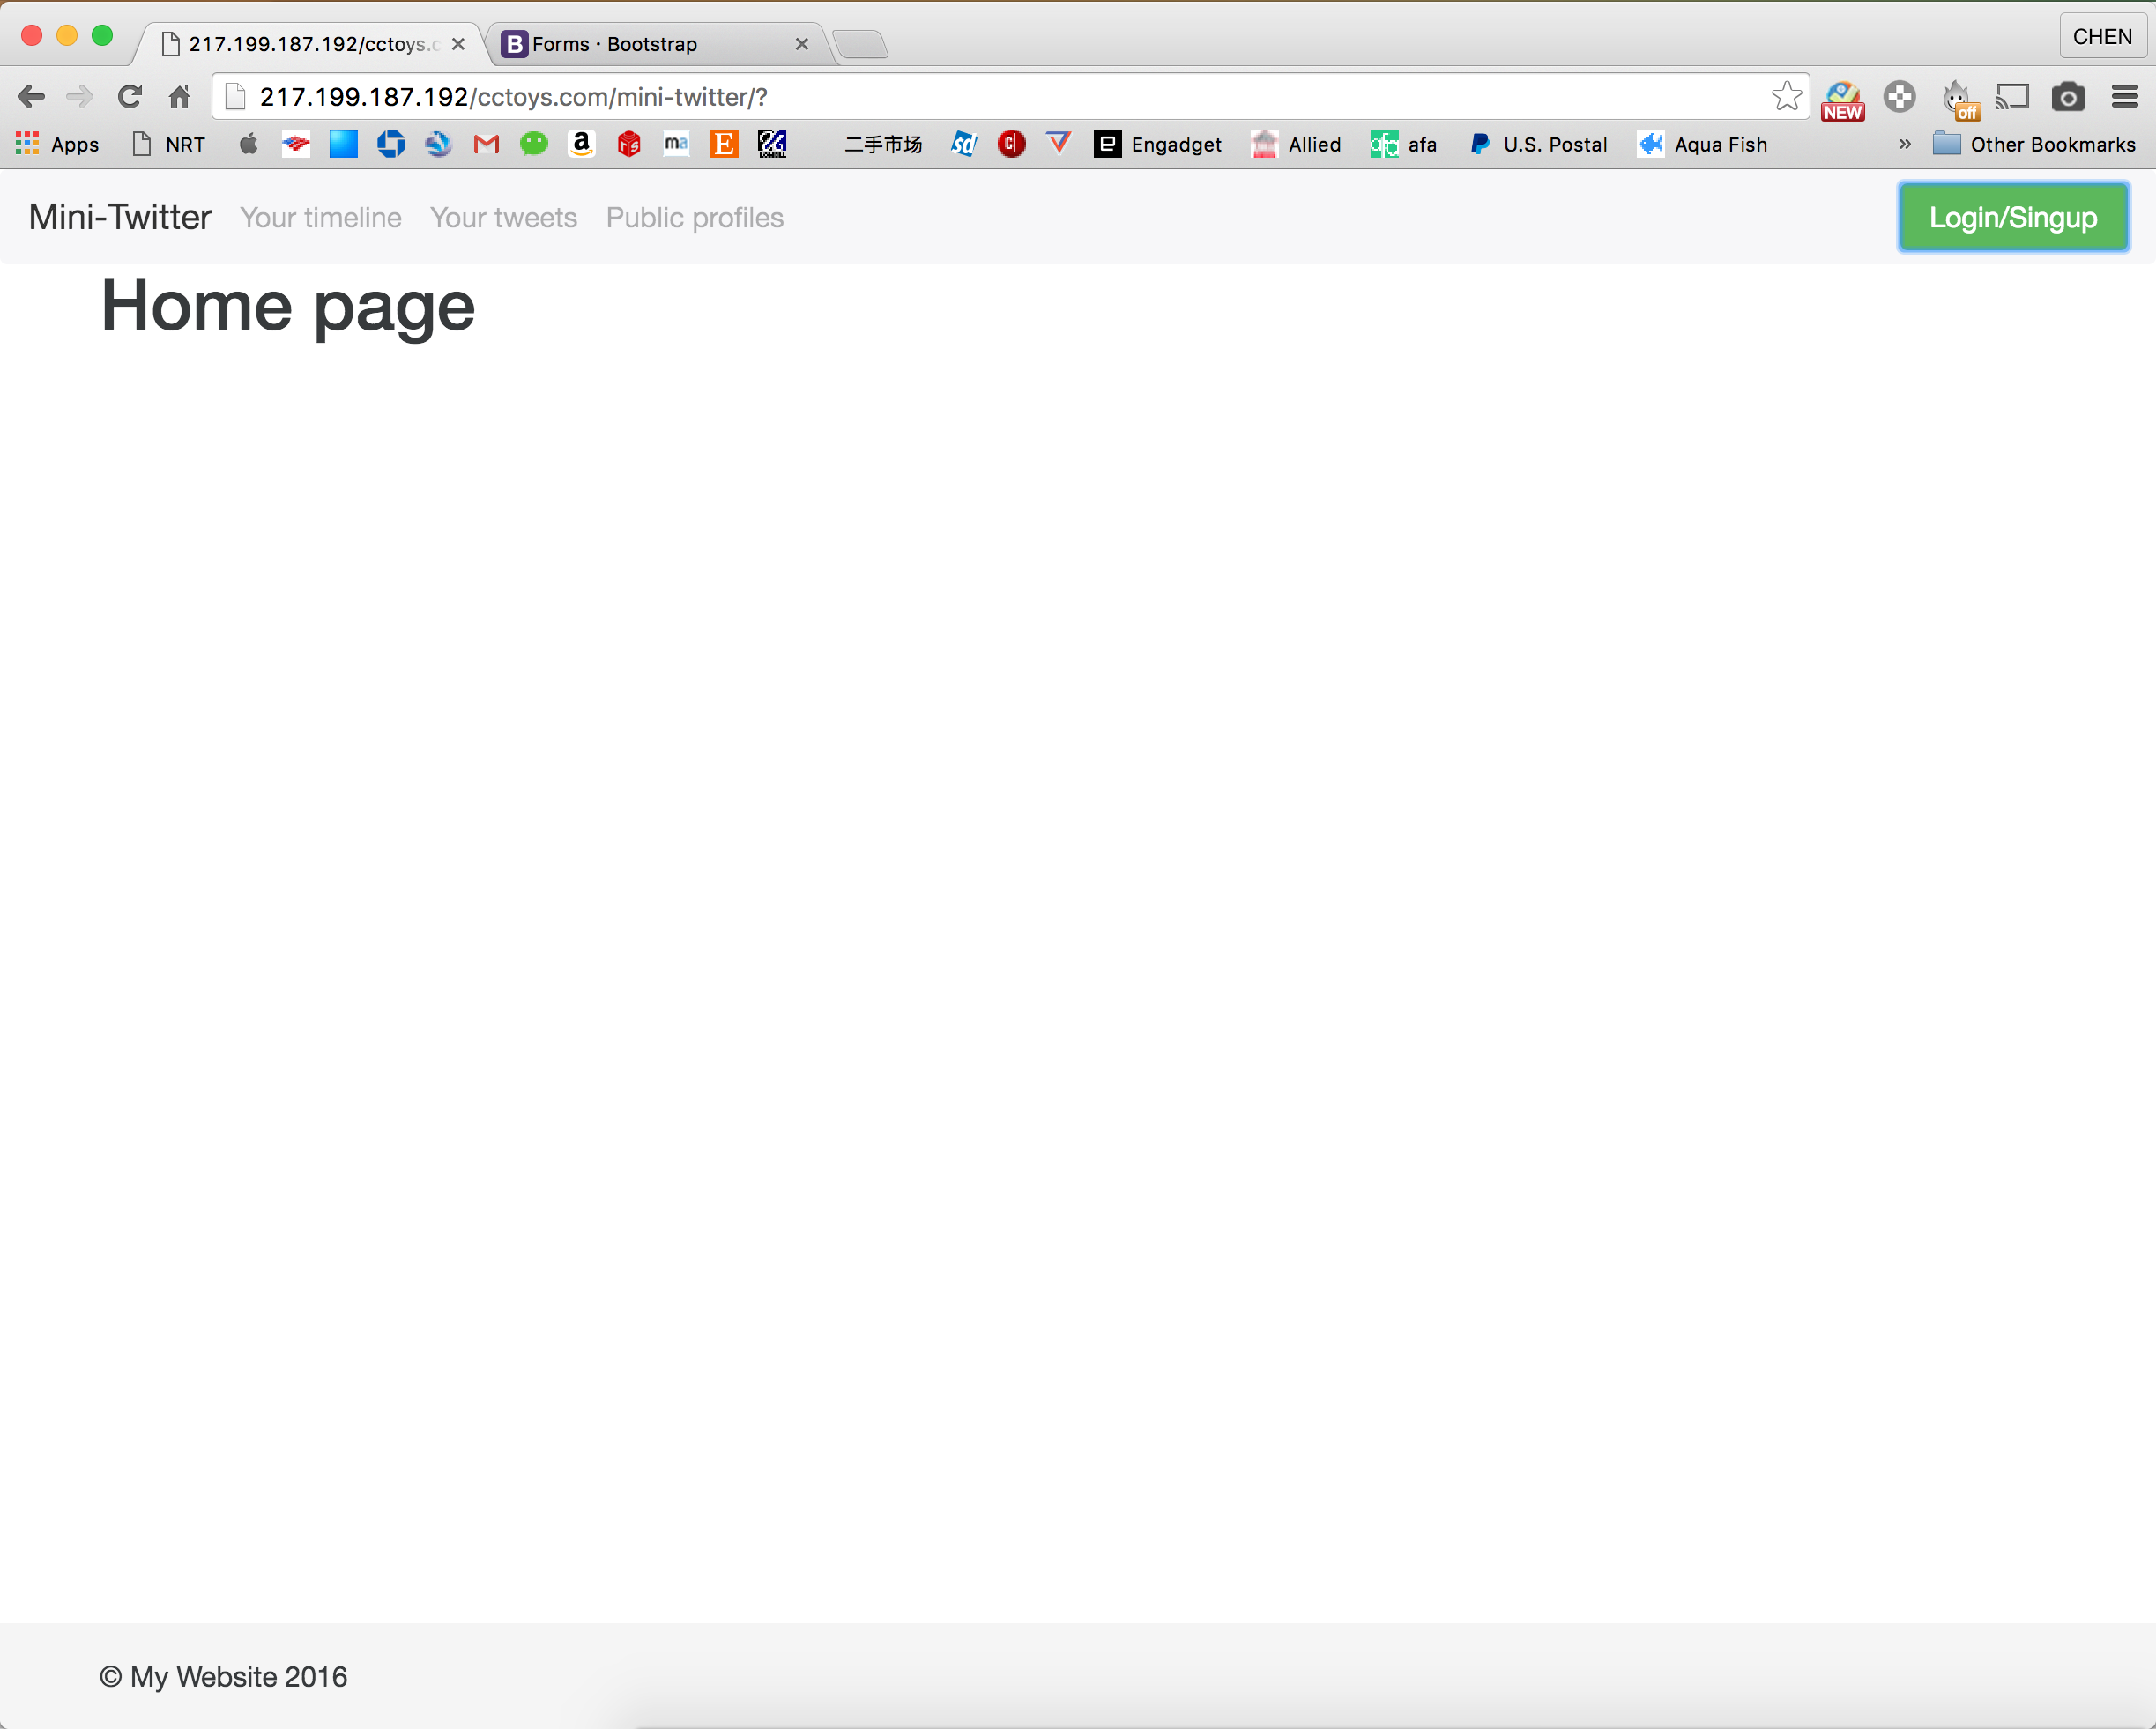 217.199.187.192/cctoys.c
Forms · Bootstrap
CHEN
217.199.187.192/cctoys.com/mini-twitter/?
NEW
off
Apps NRT ma E 二手市场 sd Engadget Allied afa U.S. Postal Aqua Fish » Other Bookmarks
Mini-Twitter Your timeline Your tweets Public profiles Login/Singup
Home page
© My Website 2016